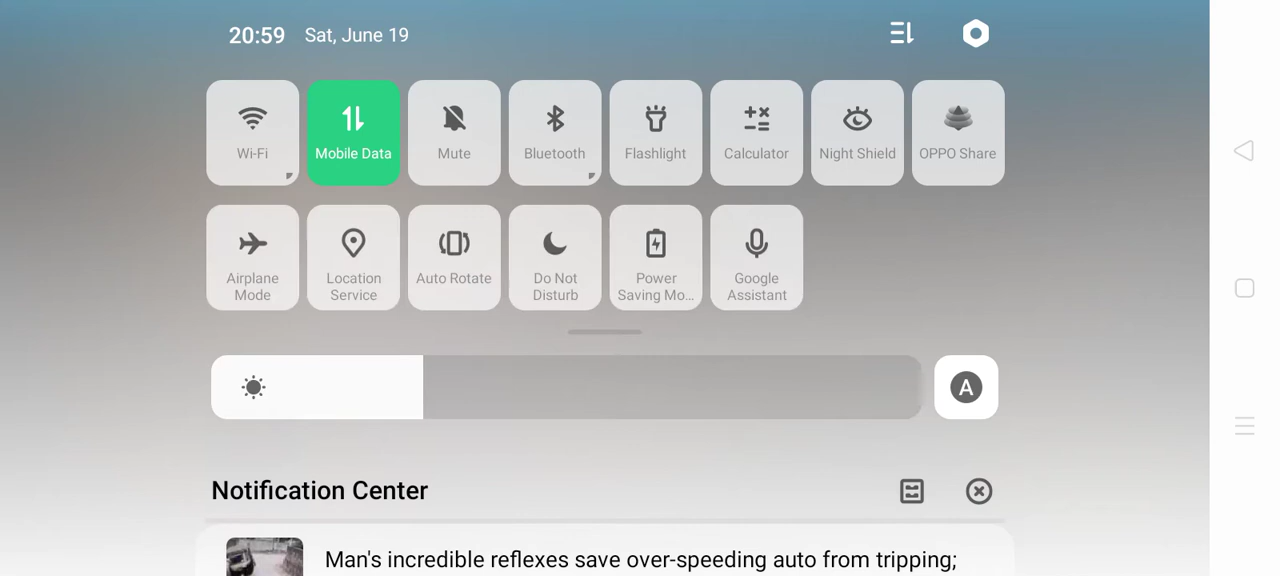 20:59 Sat, June 19
Wi-Fi Mobile Data Mute Bluetooth Flashlight Calculator Night Shield OPPO Share
Airplane Mode
Location Service
Auto Rotate
Do Not Disturb
Power Saving Mo...
Google Assistant
A
Notification Center
Man's incredible reflexes save over-speeding auto from tripping;